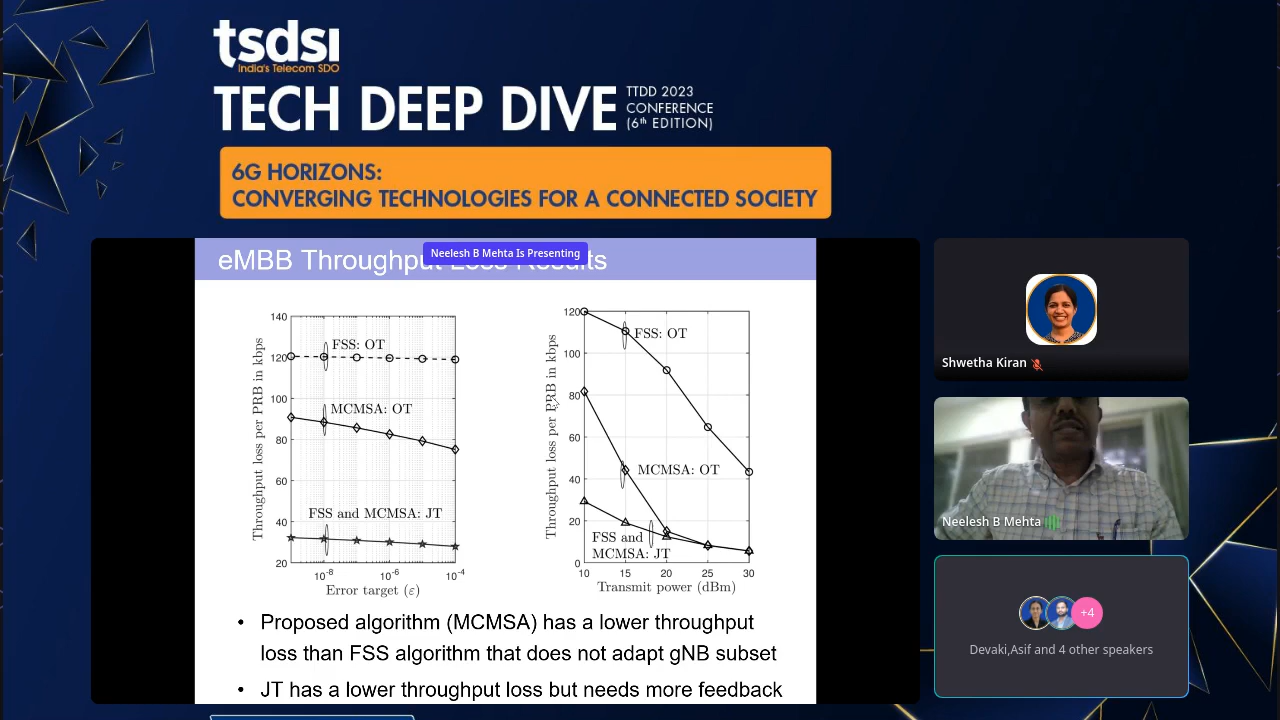 tsdsi
India's Telecom SDO
TECH DEEP DIVE
TTDD 2023
CONFERENCE
(6th EDITION)
6G HORIZONS:
CONVERGING TECHNOLOGIES FOR A CONNECTED SOCIETY
eMBB Throughput Loss Results
Neelesh B Mehta Is Presenting
140
120
100
80
60
40
20
Throughput loss per PRB in kbps
FSS: OT
MCMSA: OT
FSS and MCMSA: JT
10-8
10-6
10-4
Error target (ε)
120
100
80
60
40
20
0
Throughput loss per PRB in kbps
FSS: OT
MCMSA: OT
FSS and
MCMSA: JT
10
15
20
25
30
Transmit power (dBm)
• Proposed algorithm (MCMSA) has a lower throughput
loss than FSS algorithm that does not adapt gNB subset
• JT has a lower throughput loss but needs more feedback
Shwetha Kiran
Neelesh B Mehta
+4
Devaki,Asif and 4 other speakers